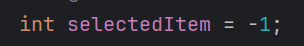 int selectedItem = -1;